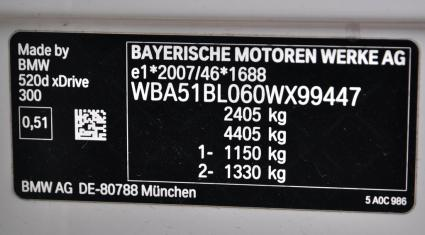 Made by
BMW
520d xDrive
300
0,51
BAYERISCHE MOTOREN WERKE AG
e1*2007/46*1688
WBA51BL060WX99447
2405 kg
4405 kg
1- 1150 kg
2- 1330 kg
BMW AG DE-80788 München
5 A0C 986